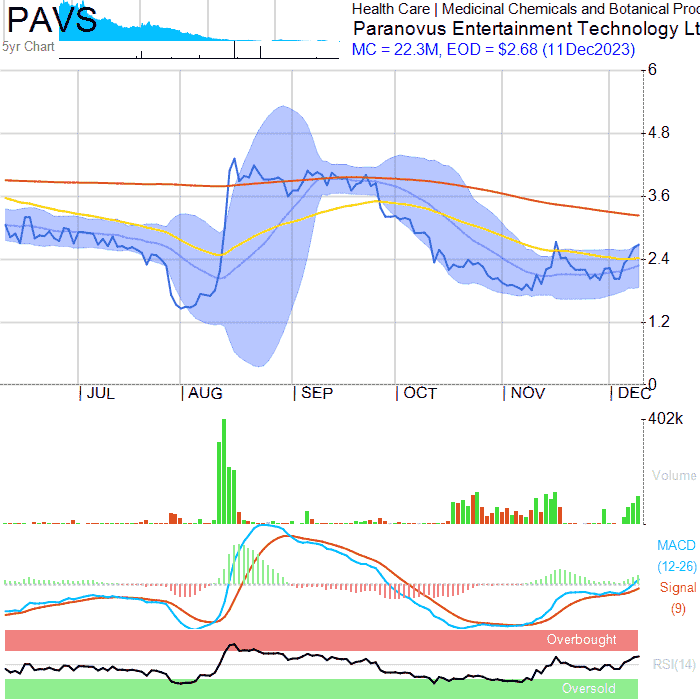 PAVS
5yr Chart
Health Care | Medicinal Chemicals and Botanical Proc
Paranovus Entertainment Technology Lt
MC = 22.3M, EOD = $2.68 (11Dec2023)
6
4.8
3.6
2.4
1.2
0
JUL
AUG
SEP
OCT
NOV
DEC
402k
Volume
MACD
(12-26)
Signal
(9)
Overbought
RSI(14)
Oversold